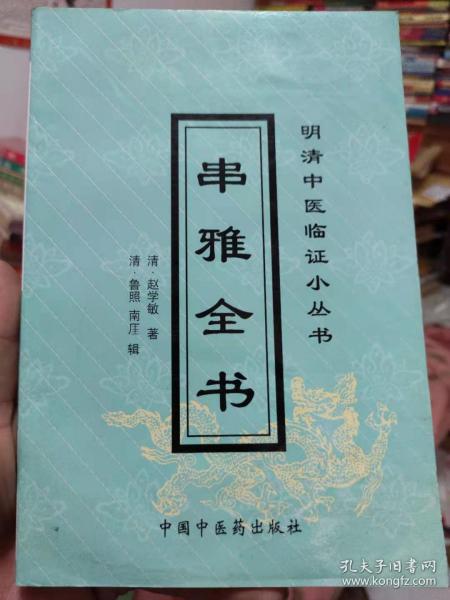 明清中医临证小丛书
串雅全书
清·赵学敏 著
清·鲁照 南厓 辑
中国中医药出版社
孔夫子旧书网
www.kongfz.com